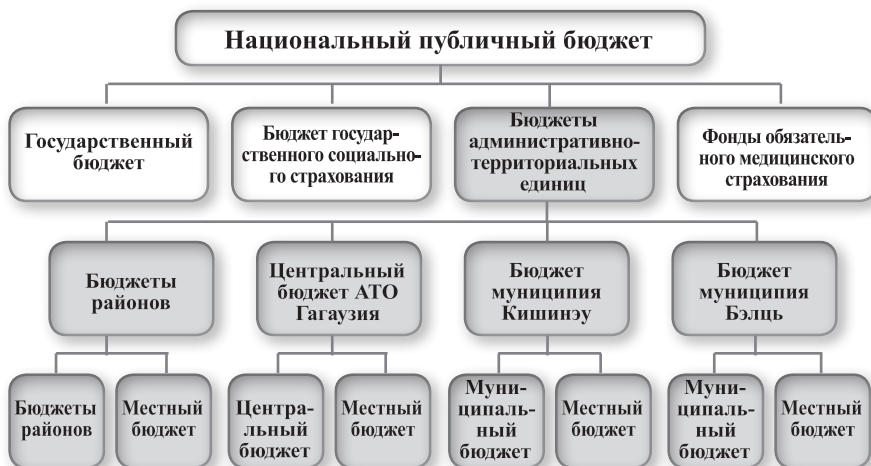 Национальный публичный бюджет
Государственный
бюджет
Бюджет государ-
ственного социально-
го страхования
Бюджеты
административно-
территориальных
единиц
Фонды обязатель-
ного медицинского
страхования
Бюджеты
районов
Центральный
бюджет АТО
Гагаузия
Бюджет
муниципия
Кишинэу
Бюджет
муниципия
Бэлць
Бюджеты
районов
Местный
бюджет
Централь-
ный бюджет
Местный
бюджет
Муни-
ципаль-
ный
бюджет
Местный
бюджет
Муни-
ципаль-
ный
бюджет
Местный
бюджет